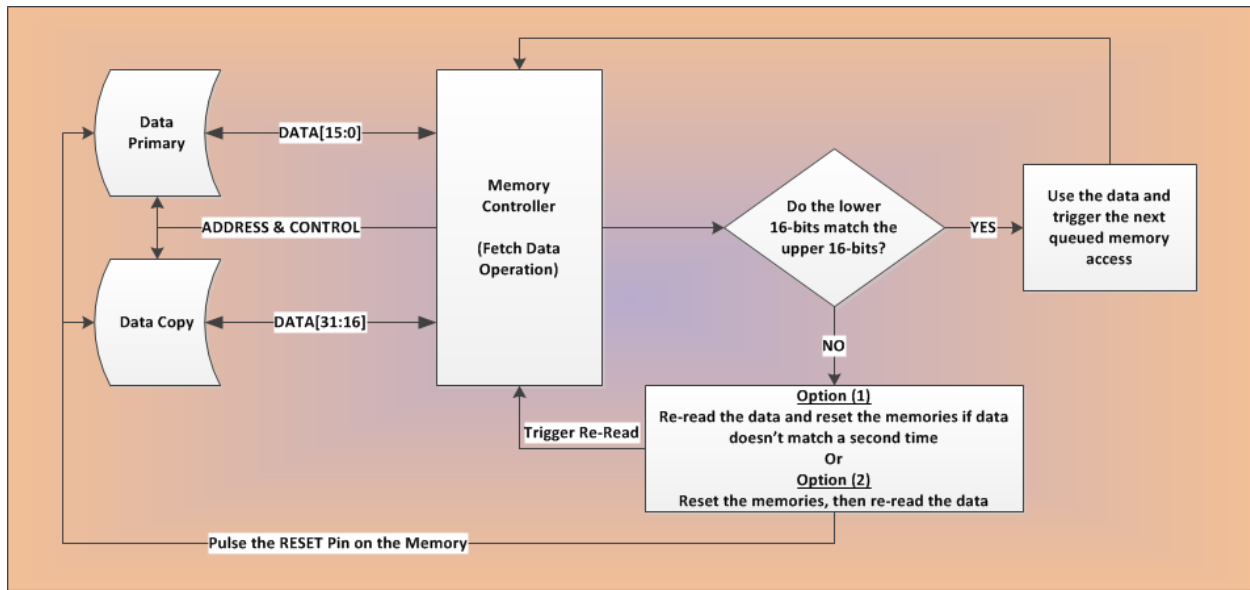 Data
Primary
DATA[15:0]
ADDRESS & CONTROL
Data Copy
DATA[31:16]
Memory
Controller
(Fetch Data
Operation)
Do the lower
16-bits match the
upper 16-bits?
YES
Use the data and
trigger the next
queued memory
access
NO
Option (1)
Re-read the data and reset the memories if data
doesn't match a second time
Or
Option (2)
Reset the memories, then re-read the data
Trigger Re-Read
Pulse the RESET Pin on the Memory